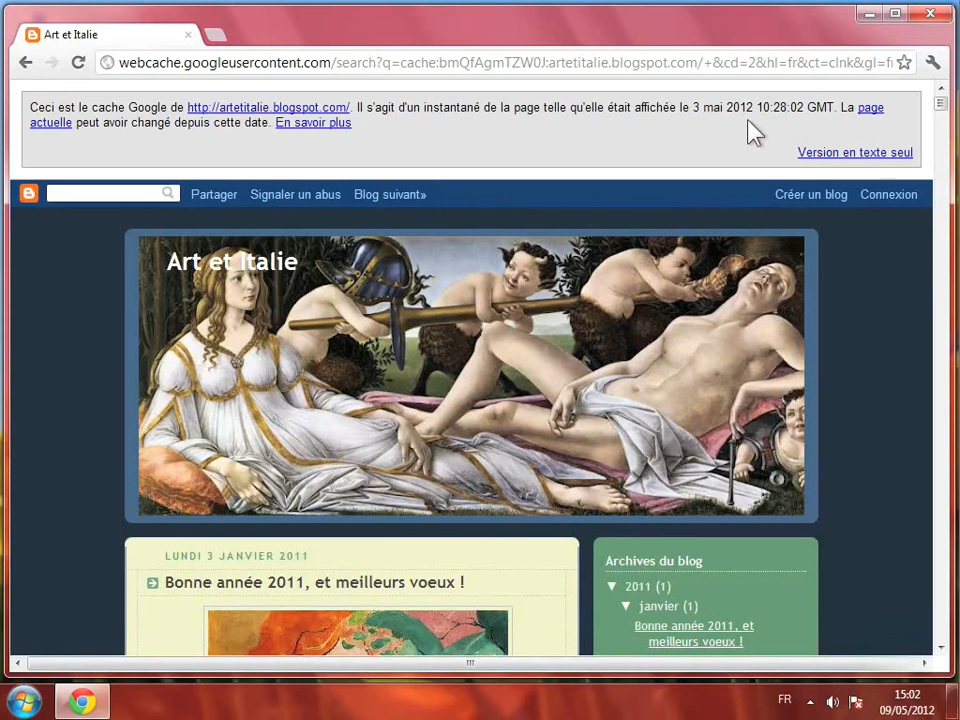 Art et Italie
webcache.googleusercontent.com/search?q=cache:bmQfAgmTZW0J:artetitalie.blogspot.com/+&cd=2&hl=fr&ct=clnk&gl=fr
Ceci est le cache Google de http://artetitalie.blogspot.com/. Il s'agit d'un instantané de la page telle qu'elle était affichée le 3 mai 2012 10:28:02 GMT. La page
actuelle peut avoir changé depuis cette date. En savoir plus
Version en texte seul
Partager Signaler un abus Blog suivant» Créer un blog Connexion
Art et Italie
LUNDI 3 JANVIER 2011
Bonne année 2011, et meilleurs voeux !
Archives du blog
▼ 2011 (1)
▼ janvier (1)
Bonne année 2011, et
meilleurs voeux !
FR
15:02
09/05/2012